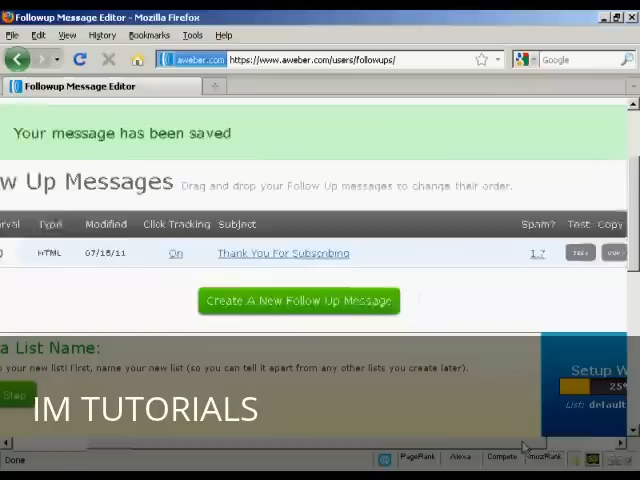 Followup Message Editor - Mozilla Firefox
File Edit View History Bookmarks Tools Help
aweber.com https://www.aweber.com/users/followups/ Google
Followup Message Editor
Your message has been saved
w Up Messages Drag and drop your Follow Up messages to change their order.
rval Type Modified Click Tracking Subject Spam? Test Copy
0 HTML 07/18/11 On Thank You For Subscribing 1.7 TEST COPY
Create A New Follow Up Message
a List Name:
your new list! First, name your new list (so you can tell it apart from any other lists you create later).
Setup W
25%
Step
List: default
IM TUTORIALS
Done PageRank Alexa Compete mozRank